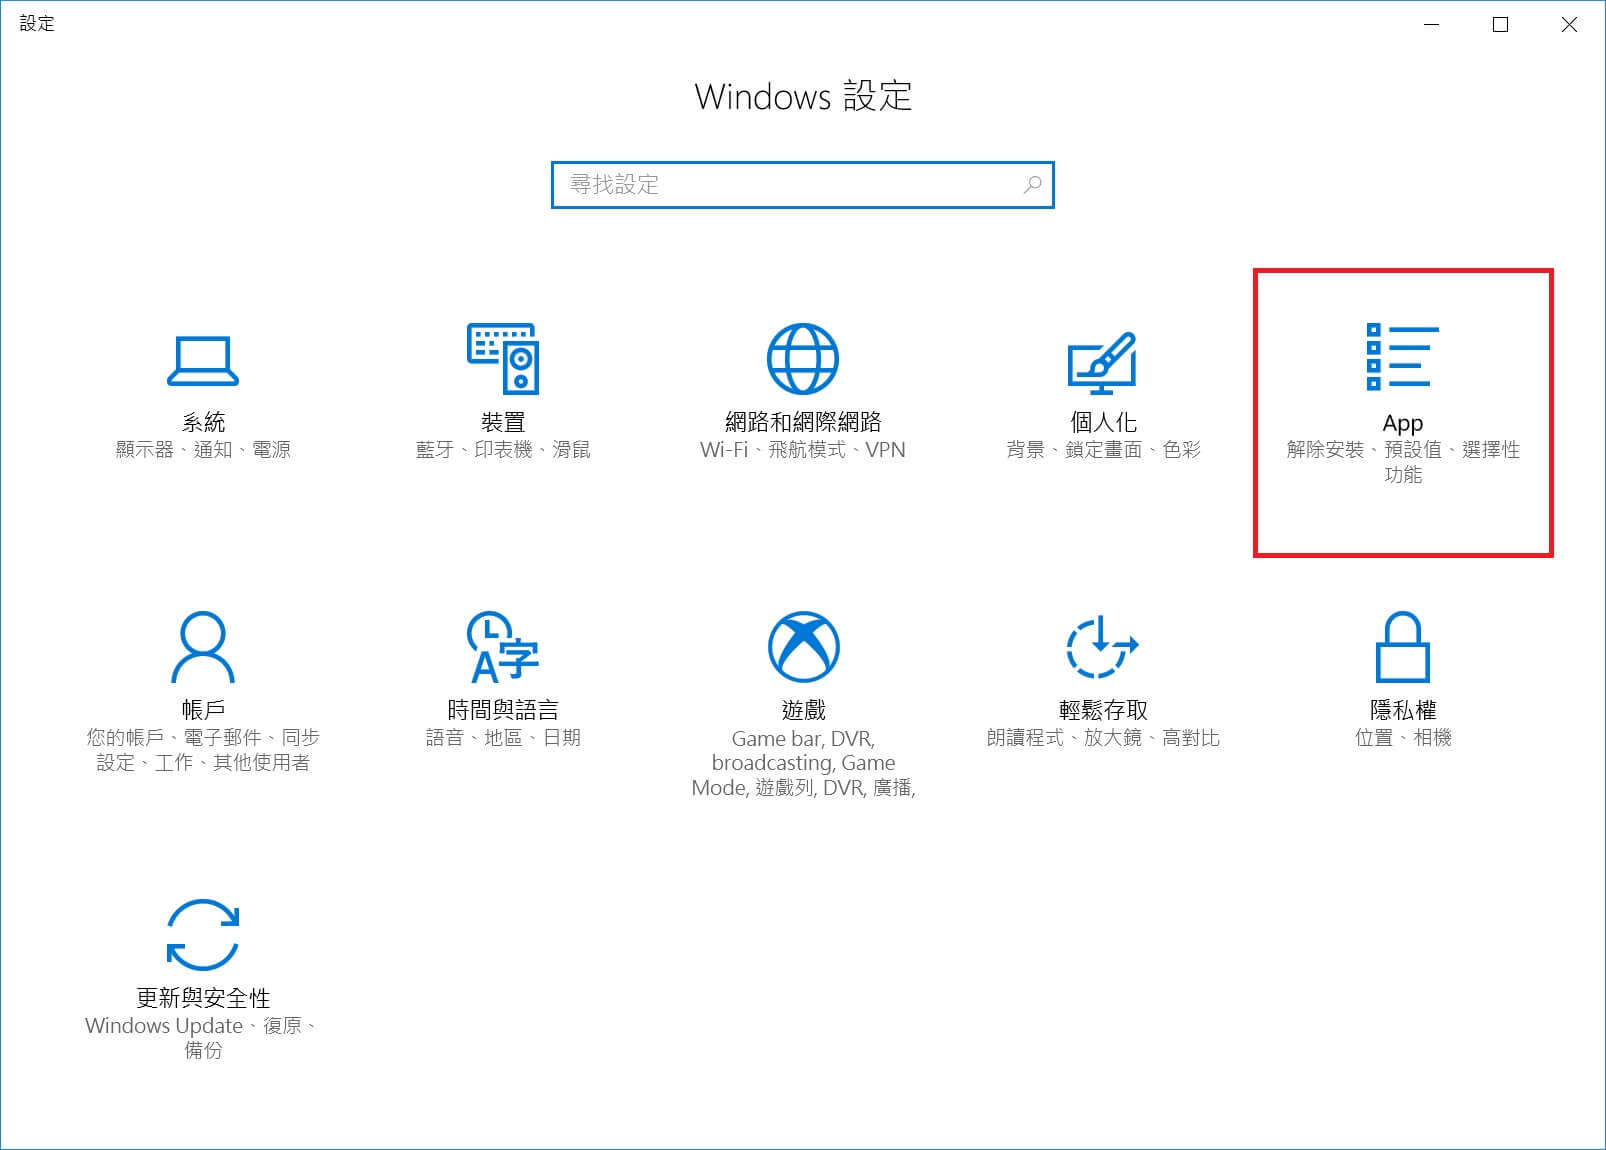 設定
Windows 設定
尋找設定
系統
顯示器、通知、電源
裝置
藍牙、印表機、滑鼠
網路和網際網路
Wi-Fi、飛航模式、VPN
個人化
背景、鎖定畫面、色彩
App
解除安裝、預設值、選擇性
功能
帳戶
您的帳戶、電子郵件、同步
設定、工作、其他使用者
時間與語言
語音、地區、日期
遊戲
Game bar, DVR,
broadcasting, Game
Mode, 遊戲列, DVR, 廣播,
輕鬆存取
朗讀程式、放大鏡、高對比
隱私權
位置、相機
更新與安全性
Windows Update、復原、
備份